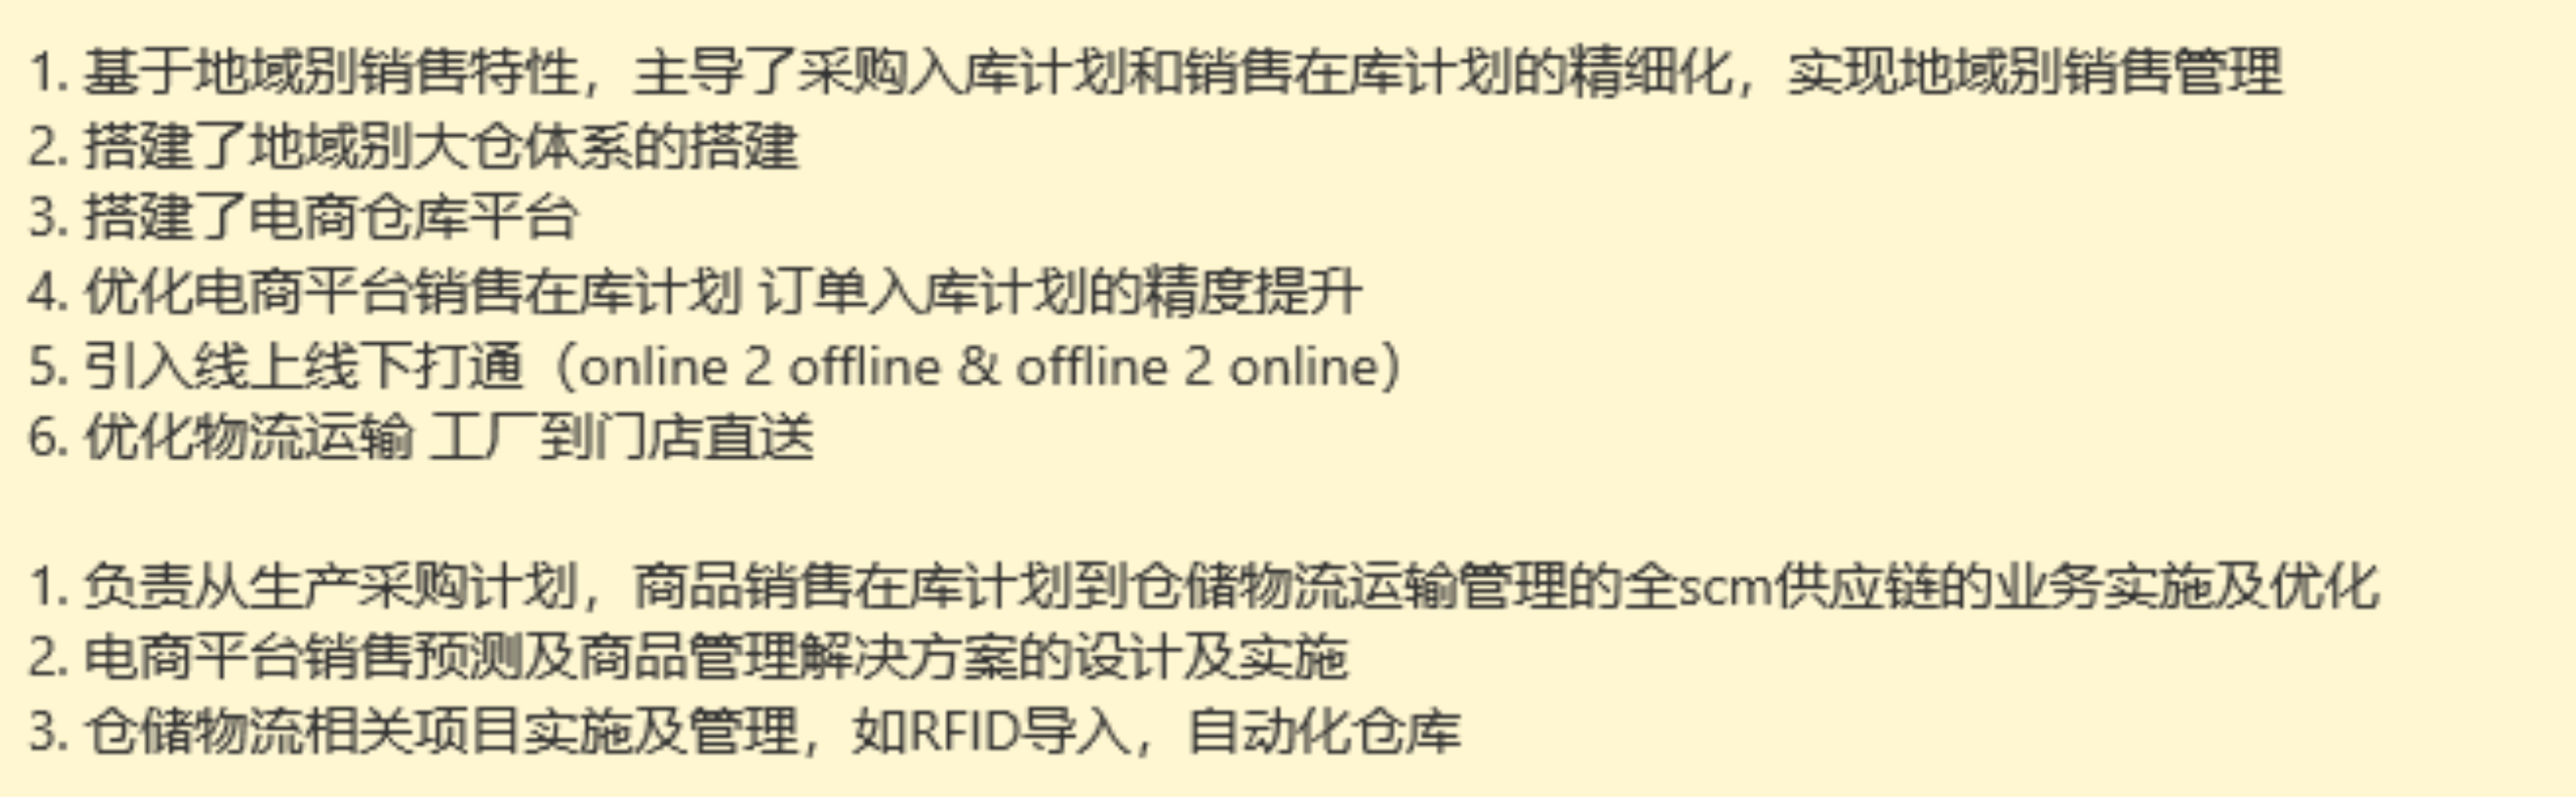 1. 基于地域别销售特性，主导了采购入库计划和销售在库计划的精细化，实现地域别销售管理
2. 搭建了地域别大仓体系的搭建
3. 搭建了电商仓库平台
4. 优化电商平台销售在库计划 订单入库计划的精度提升
5. 引入线上线下打通（online 2 offline & offline 2 online）
6. 优化物流运输 工厂到门店直送
1. 负责从生产采购计划，商品销售在库计划到仓储物流运输管理的全scm供应链的业务实施及优化
2. 电商平台销售预测及商品管理解决方案的设计及实施
3. 仓储物流相关项目实施及管理，如RFID导入，自动化仓库